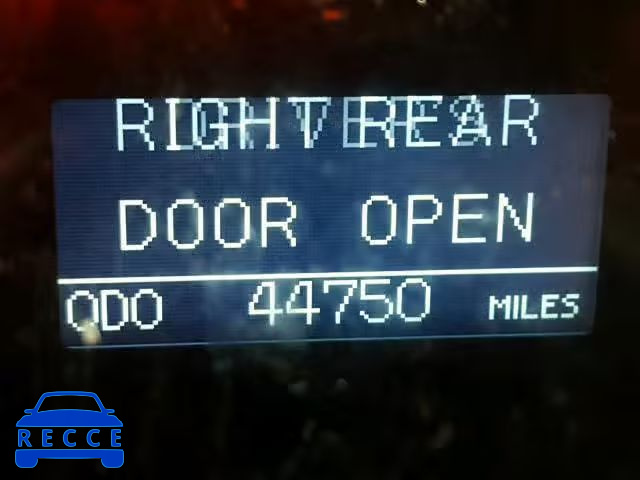 RIGHT REAR
DOOR OPEN
ODO 44750 MILES
RECCE